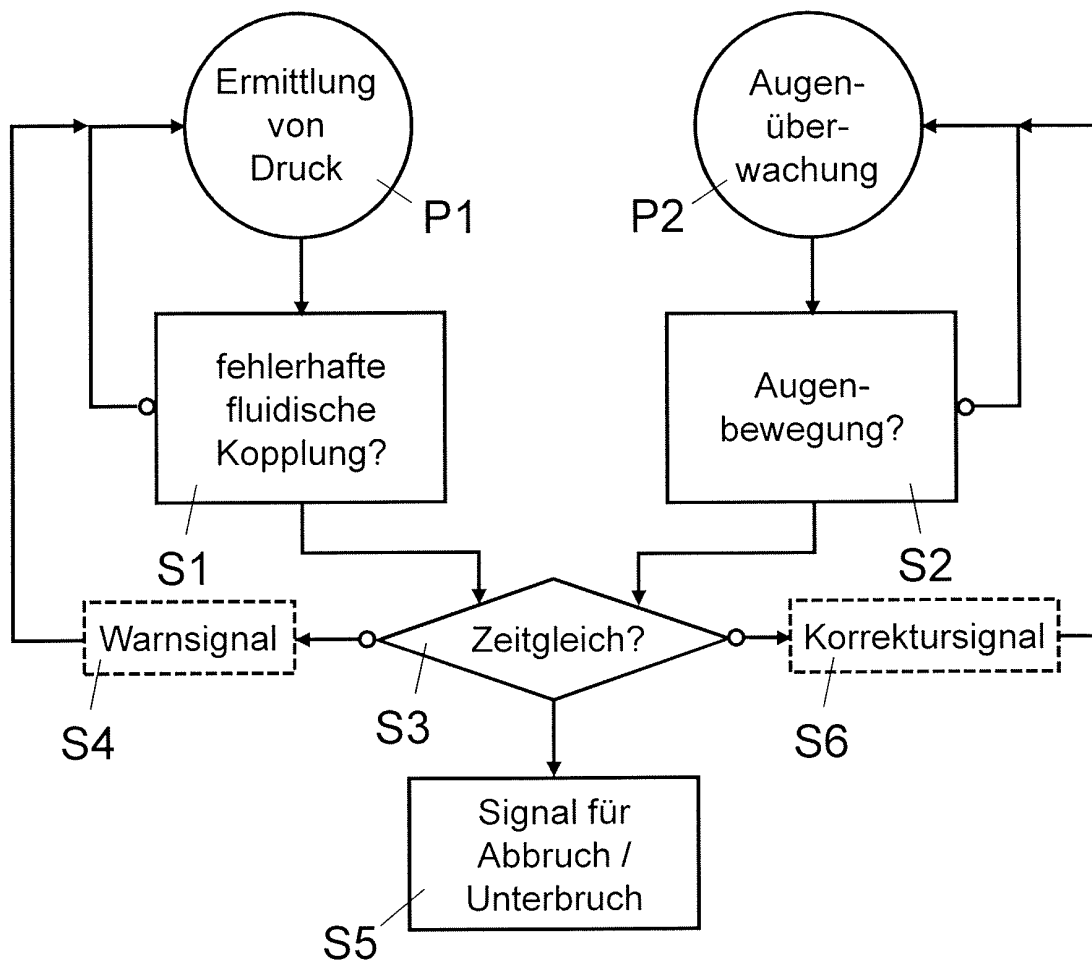 Ermittlung
von
Druck
P1
Augen-
über-
wachung
P2
fehlerhafte
fluidische
Kopplung?
S1
Augen-
bewegung?
S2
Warnsignal
S4
Zeitgleich?
S3
Korrektursignal
S6
Signal für
Abbruch /
Unterbruch
S5